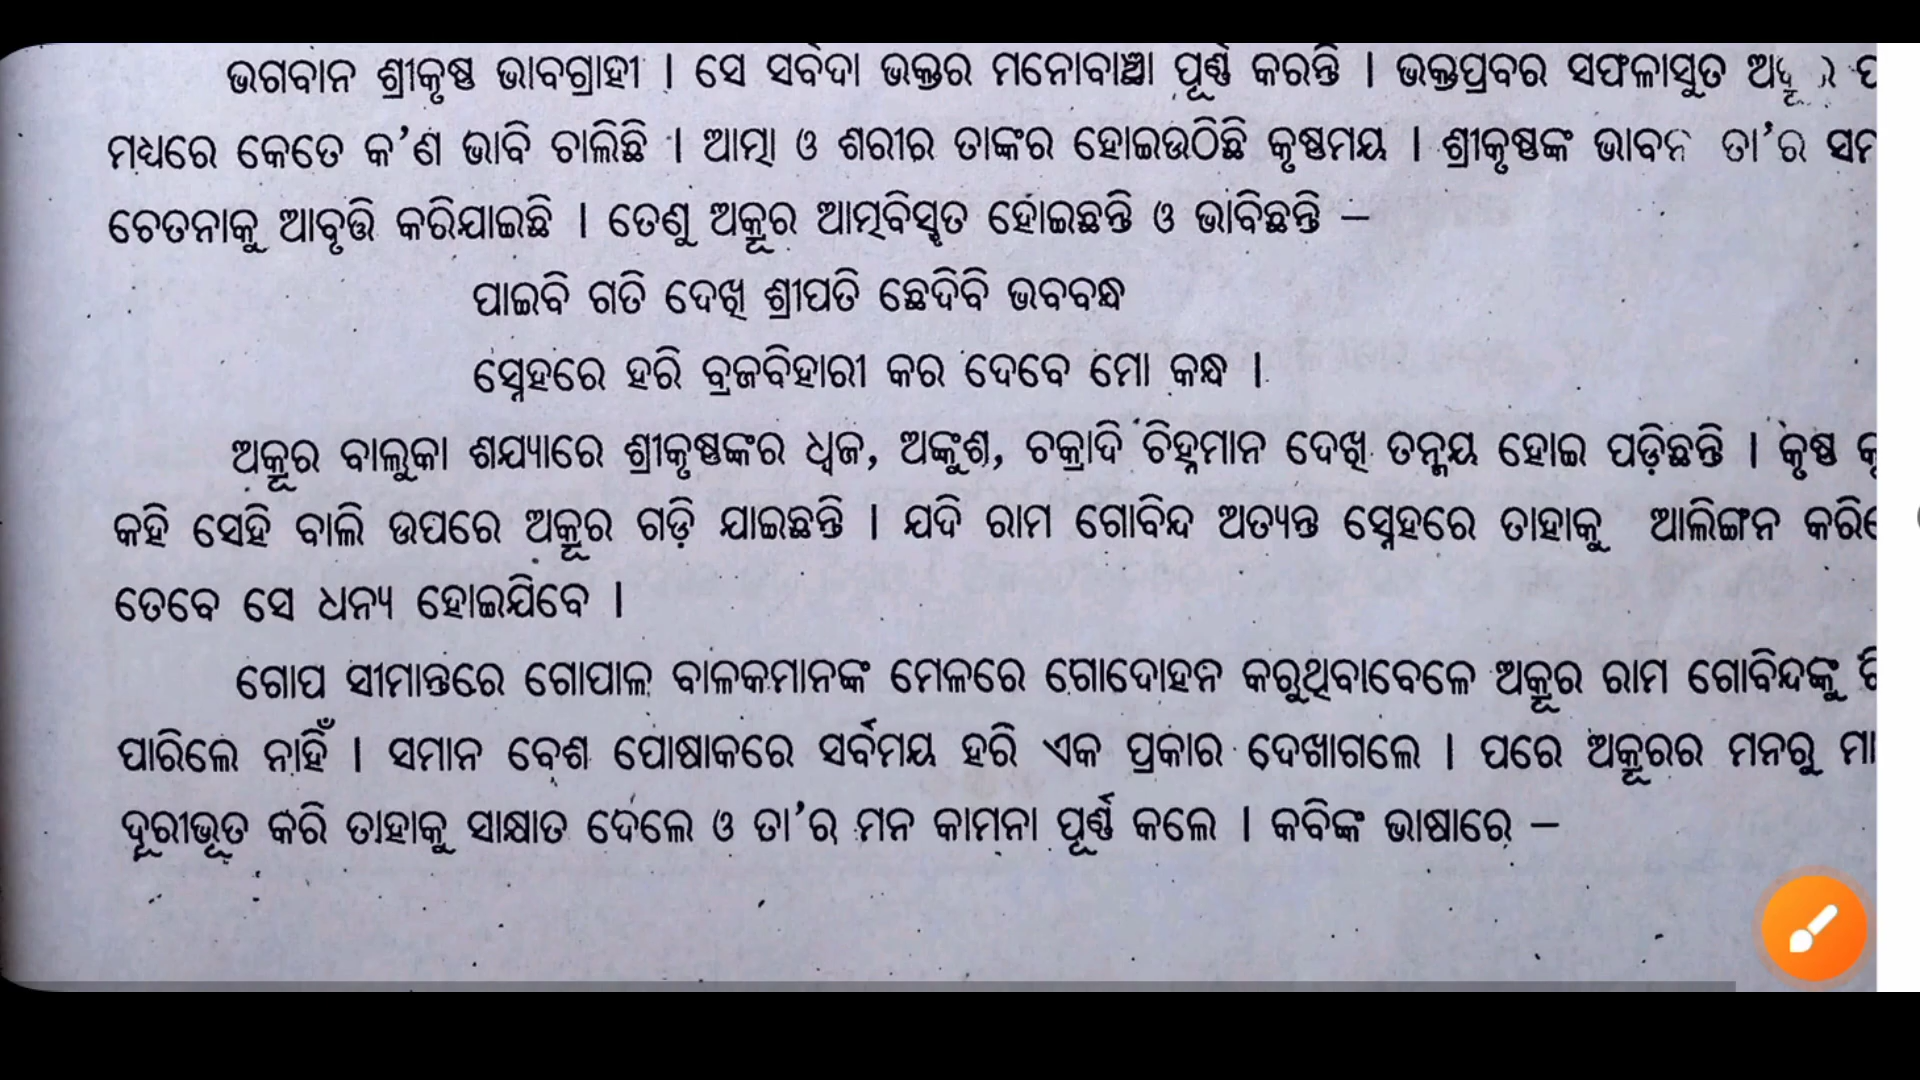 ଭଗବାନ ଶ୍ରୀକୃଷ୍ଣ ଭାବଗ୍ରାହୀ । ସେ ସର୍ବଦା ଭକ୍ତର ମନୋବାଞ୍ଛା ପୂର୍ଣ୍ଣ କରନ୍ତି । ଭକ୍ତପ୍ରବର ସଫଳାସୁତ
ମଧ୍ୟରେ କେତେ କ'ଣ ଭାବି ଚାଲିଛି । ଆତ୍ମା ଓ ଶରୀର ତାଙ୍କର ହୋଇଉଠିଛି କୃଷ୍ଣମୟ । ଶ୍ରୀକୃଷ୍ଣଙ୍କ ଭାବନ ତା'ର
ଚେତନାକୁ ଆବୃତ୍ତି କରିଯାଇଛି । ତେଣୁ ଅକ୍ରୂର ଆତ୍ମବିସ୍ମୃତ ହୋଇଛନ୍ତି ଓ ଭାବିଛନ୍ତି –
ପାଇବି ଗତି ଦେଖି ଶ୍ରୀପତି ଛେଦିବି ଭବବନ୍ଧ
ସ୍ନେହରେ ହରି ବ୍ରଜବିହାରୀ କର ଦେବେ ମୋ କନ୍ଧ ।
ଅକ୍ରୂର ବାଲୁକା ଶଯ୍ୟାରେ ଶ୍ରୀକୃଷ୍ଣଙ୍କର ଧ୍ୱଜ, ଅଙ୍କୁଶ, ଚକ୍ରାଦି ଚିହ୍ନମାନ ଦେଖି ତନ୍ମୟ ହୋଇ ପଡ଼ିଛନ୍ତି । କୃଷ୍ଣ
କହି ସେହି ବାଲି ଉପରେ ଅକ୍ରୂର ଗଡ଼ି ଯାଇଛନ୍ତି । ଯଦି ରାମ ଗୋବିନ୍ଦ ଅତ୍ୟନ୍ତ ସ୍ନେହରେ ତାହାକୁ ଆଲିଙ୍ଗନ
ତେବେ ସେ ଧନ୍ୟ ହୋଇଯିବେ ।
ଗୋପ ସୀମାନ୍ତରେ ଗୋପାଳ ବାଳକମାନଙ୍କ ମେଳରେ ଗୋଦୋହନ କରୁଥିବାବେଳେ ଅକ୍ରୂର ରାମ ଗୋବିନ୍ଦଙ୍କୁ
ପାରିଲେ ନାହିଁ । ସମାନ ବେଶ ପୋଷାକରେ ସର୍ବମୟ ହରି ଏକ ପ୍ରକାର ଦେଖାଗଲେ । ପରେ ଅକ୍ରୂରର ମନରୁ
ଦୂରୀଭୂତ କରି ତାହାକୁ ସାକ୍ଷାତ ଦେଲେ ଓ ତା'ର ମନ କାମନା ପୂର୍ଣ୍ଣ କଲେ । କବିଙ୍କ ଭାଷାରେ –